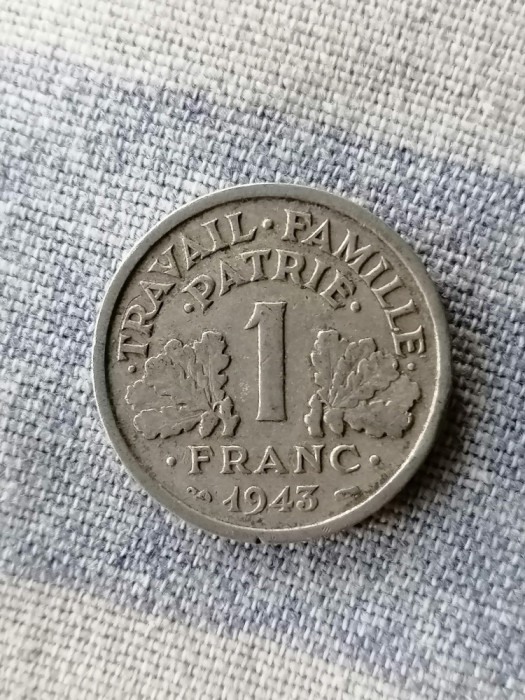 ·TRAVAIL·FAMILLE·
·PATRIE·
1
·FRANC·
1943